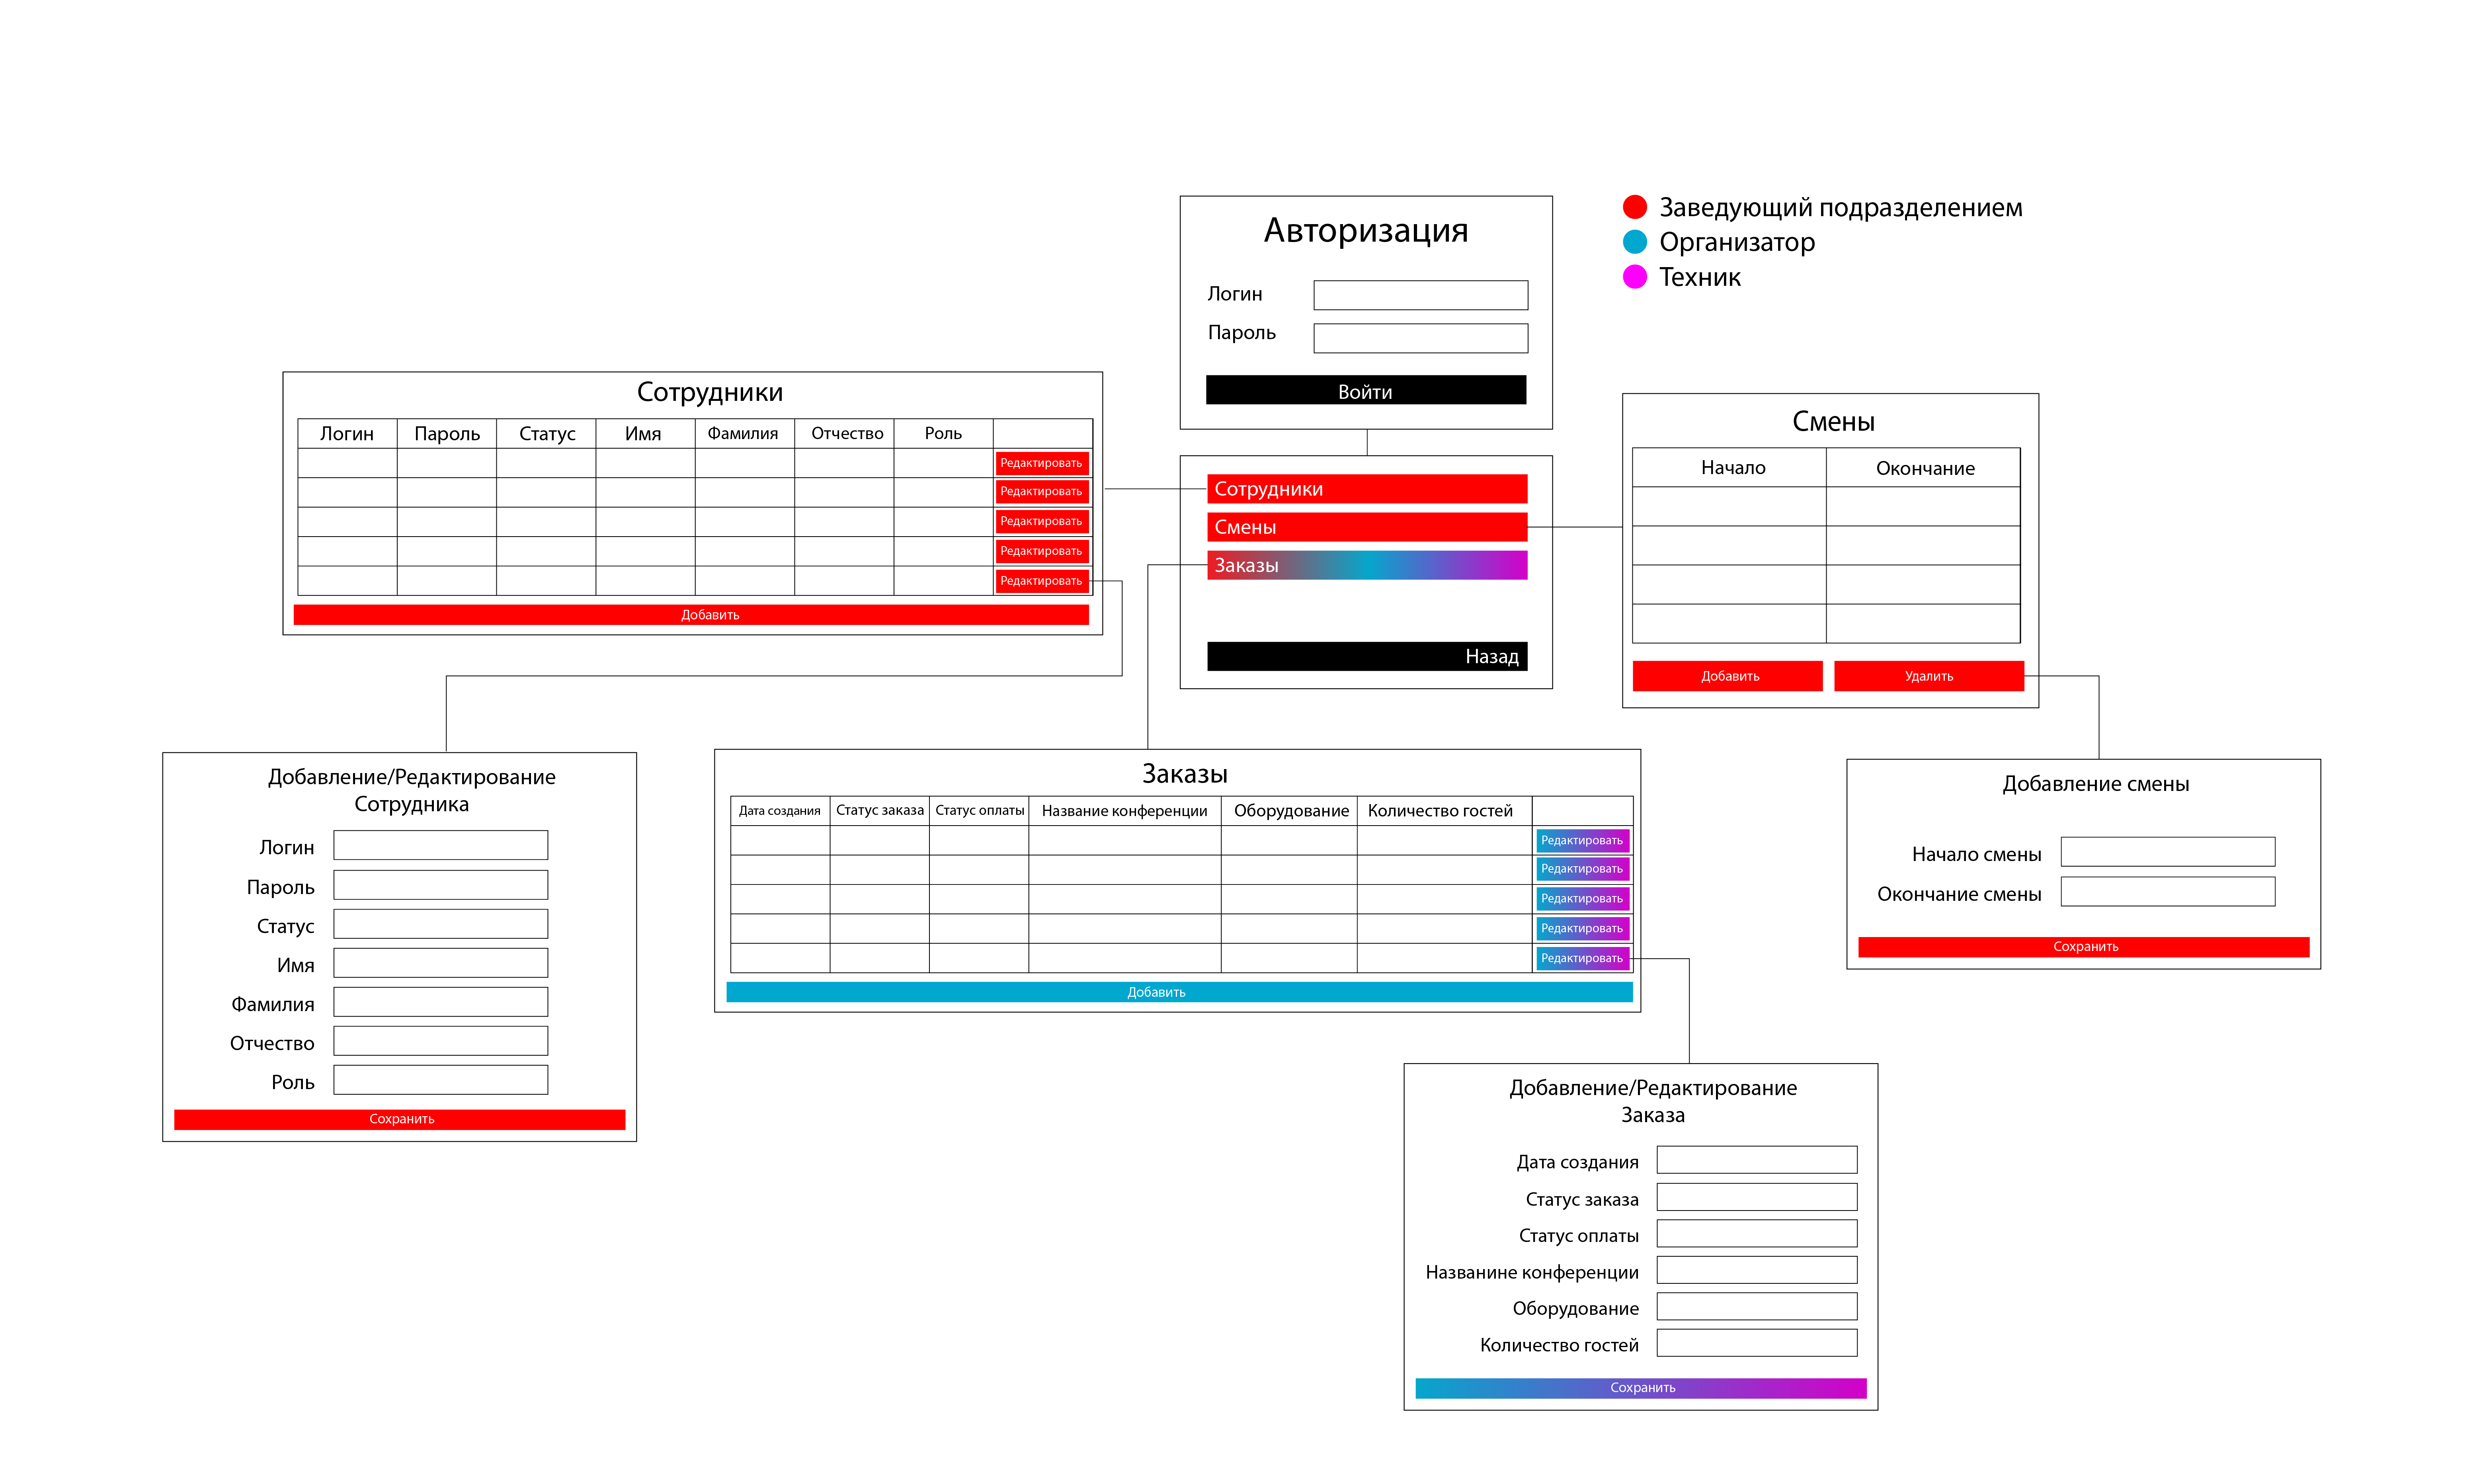 Авторизация
Логин
Пароль
Войти
Заведующий подразделением
Организатор
Техник
Сотрудники
Логин Пароль Статус Имя Фамилия Отчество Роль
Редактировать
Редактировать
Редактировать
Редактировать
Редактировать
Добавить
Сотрудники
Смены
Заказы
Назад
Смены
Начало Окончание
Добавить Удалить
Добавление/Редактирование
Сотрудника
Логин
Пароль
Статус
Имя
Фамилия
Отчество
Роль
Сохранить
Заказы
Дата создания Статус заказа Статус оплаты Название конференции Оборудование Количество гостей
Редактировать
Редактировать
Редактировать
Редактировать
Редактировать
Добавить
Добавление смены
Начало смены
Окончание смены
Сохранить
Добавление/Редактирование
Заказа
Дата создания
Статус заказа
Статус оплаты
Названине конференции
Оборудование
Количество гостей
Сохранить